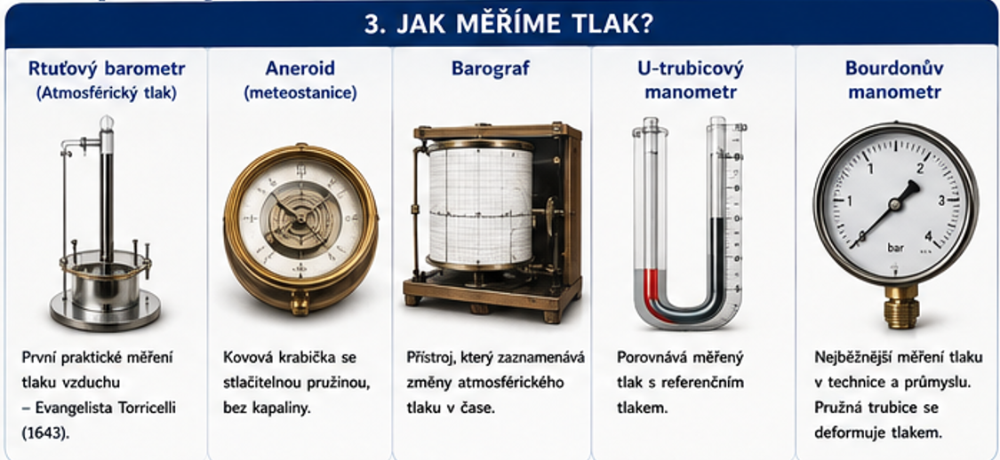 3. JAK MĚŘÍME TLAK?
Rtuťový barometr
(Atmosférický tlak)
První praktické měření
tlaku vzduchu
– Evangelista Torricelli
(1643).
Aneroid
(meteostanice)
Kovová krabička se
stlačitelnou pružinou,
bez kapaliny.
Barograf
Přístroj, který zaznamenává
změny atmosférického
tlaku v čase.
U-trubicový
manometr
Porovnává měřený
tlak s referenčním
tlakem.
Bourdonův
manometr
1 2
1 3
4
bar
Nejběžnější měření tlaku
v technice a průmyslu.
Pružná trubice se
deformuje tlakem.